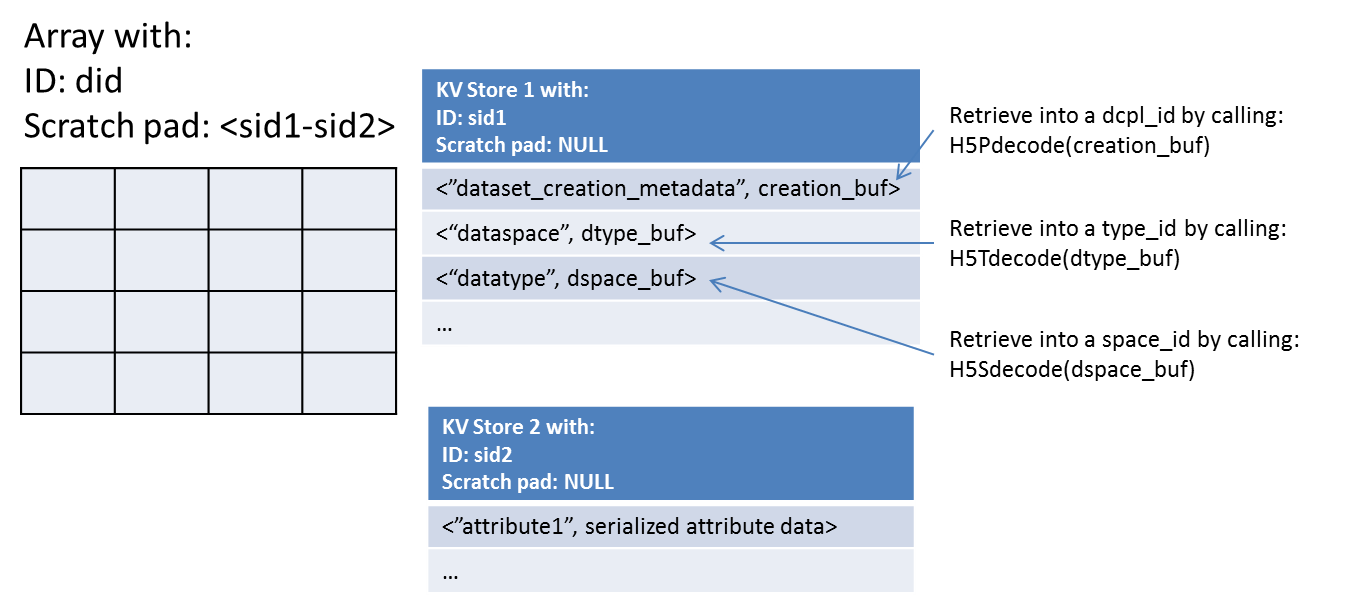 Array with:
ID: did
Scratch pad: <sid1-sid2>
KV Store 1 with:
ID: sid1
Scratch pad: NULL
<”dataset_creation_metadata”, creation_buf>
<“dataspace”, dtype_buf>
<“datatype”, dspace_buf>
...
Retrieve into a dcpl_id by calling:
H5Pdecode(creation_buf)
Retrieve into a type_id by calling:
H5Tdecode(dtype_buf)
Retrieve into a space_id by calling:
H5Sdecode(dspace_buf)
KV Store 2 with:
ID: sid2
Scratch pad: NULL
<”attribute1”, serialized attribute data>
...